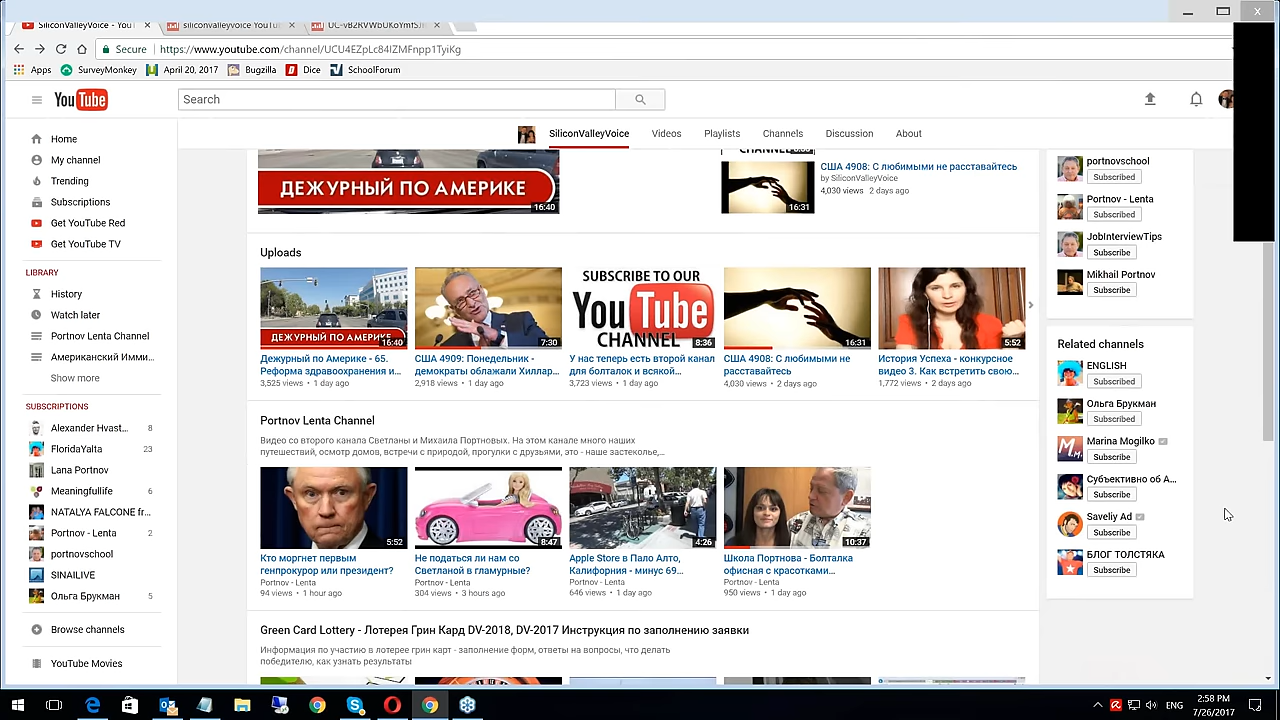 SiliconValleyVoice - YouT
siliconvalleyvoice YouTu
UC-vB2RVWbUKoYmfSJ
Secure
https://www.youtube.com/channel/UCU4EZpLc84IZMFnpp1TyiKg
Apps
SurveyMonkey
April 20, 2017
Bugzilla
Dice
SchoolForum
YouTube
Search
SiliconValleyVoice
Videos
Playlists
Channels
Discussion
About
Home
My channel
Trending
Subscriptions
Get YouTube Red
Get YouTube TV
LIBRARY
History
Watch later
Portnov Lenta Channel
Американский Имми...
Show more
SUBSCRIPTIONS
Alexander Hvast... 8
FloridaYalta 23
Lana Portnov
Meaningfullife 6
NATALYA FALCONE fr...
Portnov - Lenta 2
portnovschool
SINAILIVE
Ольга Брукман 5
Browse channels
YouTube Movies
ДЕЖУРНЫЙ ПО АМЕРИКЕ
16:40
США 4908: С любимыми не расставайтесь
by SiliconValleyVoice
4,030 views 2 days ago
16:31
Uploads
ДЕЖУРНЫЙ ПО АМЕРИКЕ
16:40
Дежурный по Америке - 65.
Реформа здравоохранения и...
3,525 views • 1 day ago
7:30
США 4909: Понедельник -
демократы облажали Хиллар...
2,918 views • 1 day ago
SUBSCRIBE TO OUR
YouTube
CHANNEL
8:36
У нас теперь есть второй канал
для болталок и всякой...
3,723 views • 1 day ago
16:31
США 4908: С любимыми не
расставайтесь
4,030 views • 2 days ago
5:52
История Успеха - конкурсное
видео 3. Как встретить свою...
1,772 views • 2 days ago
Portnov Lenta Channel
Видео со второго канала Светланы и Михаила Портновых. На этом канале много наших
путешествий, осмотр домов, встречи с природой, прогулки с друзьями, это - наше застеколье,...
5:52
Кто моргнет первым
генпрокурор или президент?
Portnov - Lenta
94 views • 1 hour ago
8:47
Не податься ли нам со
Светланой в гламурные?
Portnov - Lenta
304 views • 3 hours ago
4:26
Apple Store в Пало Алто,
Калифорния - минус 69...
Portnov - Lenta
646 views • 1 day ago
10:37
Школа Портнова - Болталка
офисная с красотками...
Portnov - Lenta
950 views • 1 day ago
Green Card Lottery - Лотерея Грин Кард DV-2018, DV-2017 Инструкция по заполнению заявки
Информация по участию в лотерее грин карт - заполнение форм, ответы на вопросы, что делать
победителю, как узнать результаты
portnovschool
Subscribed
Portnov - Lenta
Subscribed
JobInterviewTips
Subscribe
Mikhail Portnov
Subscribe
Related channels
ENGLISH
Subscribed
Ольга Брукман
Subscribed
Marina Mogilko
Subscribe
Субъективно об А...
Subscribe
Saveliy Ad
Subscribe
БЛОГ ТОЛСТЯКА
Subscribe
ENG
2:58 PM
7/26/2017